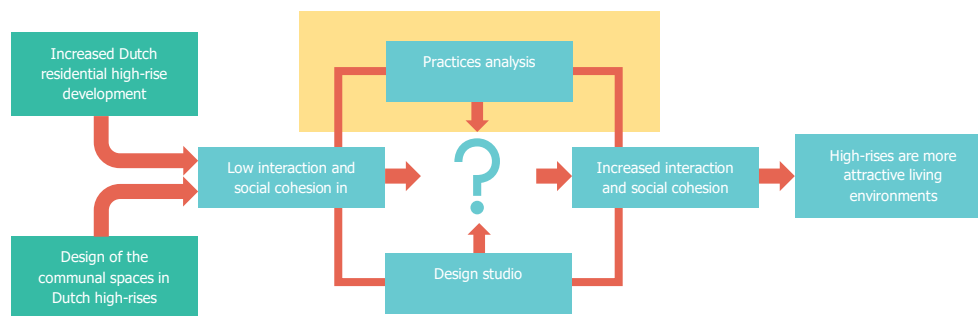 Increased Dutch
residential high-rise
development
Practices analysis
Low interaction and
social cohesion in
?
Increased interaction
and social cohesion
High-rises are more
attractive living
environments
Design of the
communal spaces in
Dutch high-rises
Design studio